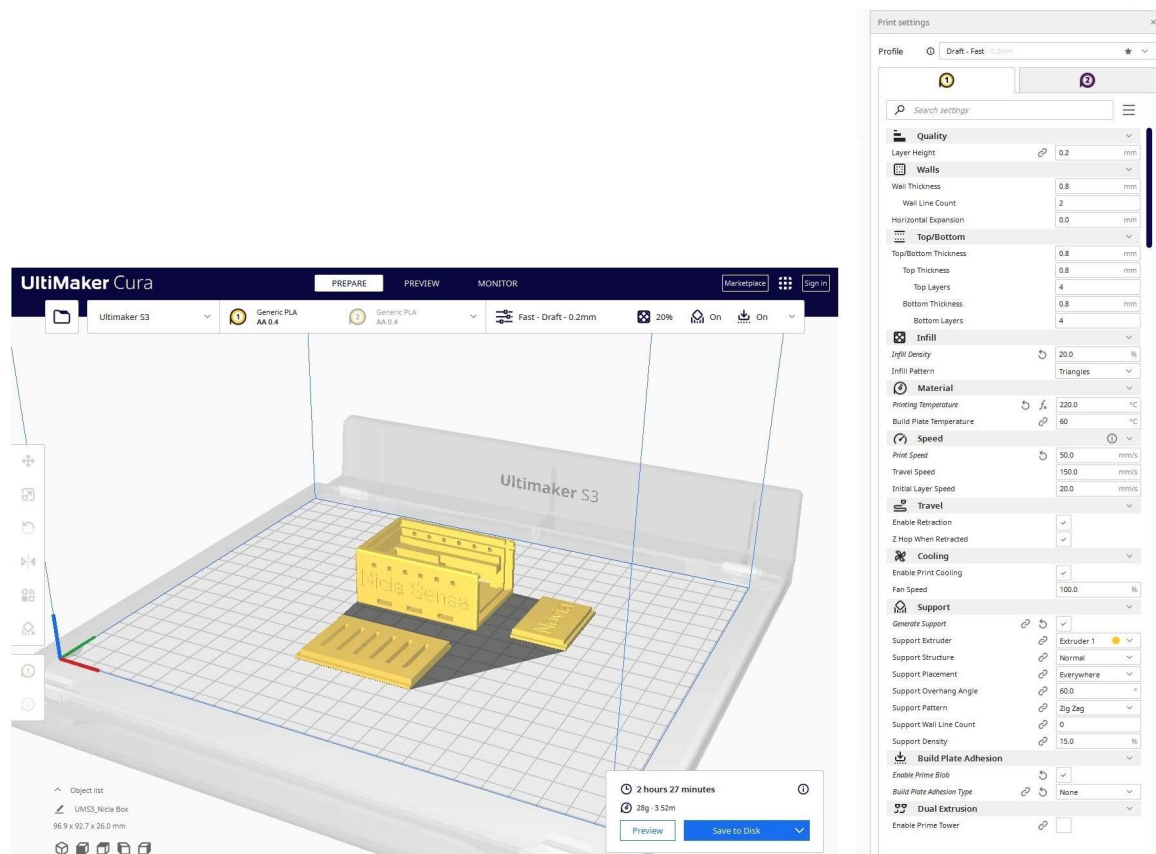 UltiMaker Cura
PREPARE
PREVIEW
MONITOR
Marketplace
Sign in
Ultimaker S3
1
Generic PLA
AA 0.4
2
Generic PLA
AA 0.4
Fast - Draft - 0.2mm
20%
On
On
Ultimaker S3
Nicla Sense
Object list
UMS3_Nicla Box
96.9 x 92.7 x 26.0 mm
2 hours 27 minutes
28g · 3.52m
Preview
Save to Disk
Print settings
Profile
Draft - Fast - 0.2mm
1
2
Search settings
Quality
Layer Height 0.2 mm
Walls
Wall Thickness 0.8 mm
Wall Line Count 2
Horizontal Expansion 0.0 mm
Top/Bottom
Top/Bottom Thickness 0.8 mm
Top Thickness 0.8 mm
Top Layers 4
Bottom Thickness 0.8 mm
Bottom Layers 4
Infill
Infill Density 20.0 %
Infill Pattern Triangles
Material
Printing Temperature 220.0 °C
Build Plate Temperature 60 °C
Speed
Print Speed 50.0 mm/s
Travel Speed 150.0 mm/s
Initial Layer Speed 20.0 mm/s
Travel
Enable Retraction
Z Hop When Retracted
Cooling
Enable Print Cooling
Fan Speed 100.0 %
Support
Generate Support
Support Extruder Extruder 1
Support Structure Normal
Support Placement Everywhere
Support Overhang Angle 60.0 °
Support Pattern Zig Zag
Support Wall Line Count 0
Support Density 15.0 %
Build Plate Adhesion
Enable Prime Blob
Build Plate Adhesion Type None
Dual Extrusion
Enable Prime Tower